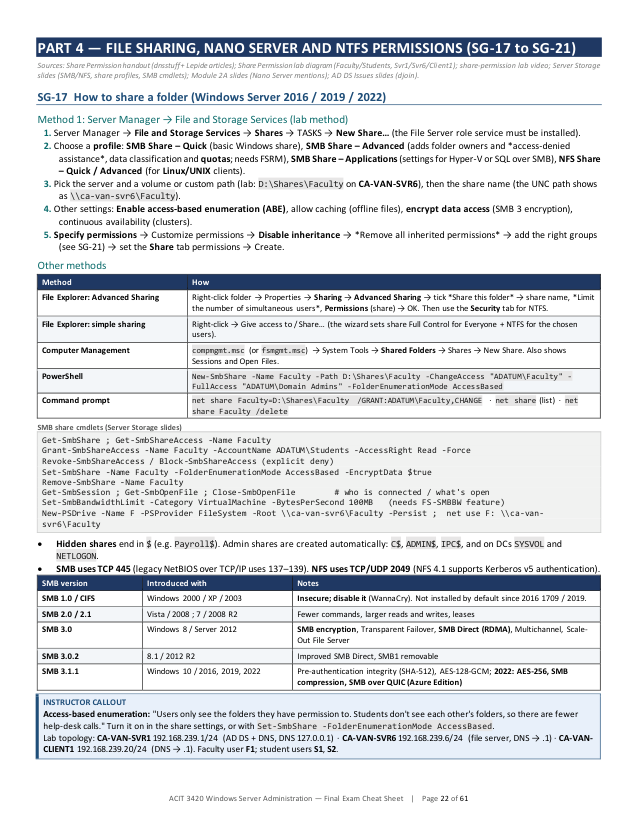 PART 4 — FILE SHARING, NANO SERVER AND NTFS PERMISSIONS (SG-17 to SG-21)
Sources: Share Permission handout (dnsstuff + Lepide articles); Share Permission lab diagram (Faculty/Students, Svr1/Svr6/Client1); share-permission lab video; Server Storage
slides (SMB/NFS, share profiles, SMB cmdlets); Module 2A slides (Nano Server mentions); AD DS Issues slides (djoin).
SG-17 How to share a folder (Windows Server 2016 / 2019 / 2022)
Method 1: Server Manager → File and Storage Services (lab method)
1. Server Manager → File and Storage Services → Shares → TASKS → New Share... (the File Server role service must be installed).
2. Choose a profile: SMB Share – Quick (basic Windows share), SMB Share – Advanced (adds folder owners and *access-denied
assistance*, data classification and quotas; needs FSRM), SMB Share – Applications (settings for Hyper-V or SQL over SMB), NFS Share
– Quick / Advanced (for Linux/UNIX clients).
3. Pick the server and a volume or custom path (lab: D:\Shares\Faculty on CA-VAN-SVR6), then the share name (the UNC path shows
as \\ca-van-svr6\Faculty).
4. Other settings: Enable access-based enumeration (ABE), allow caching (offline files), encrypt data access (SMB 3 encryption),
continuous availability (clusters).
5. Specify permissions → Customize permissions → Disable inheritance → *Remove all inherited permissions* → add the right groups
(see SG-21) → set the Share tab permissions → Create.
Other methods
Method How
File Explorer: Advanced Sharing Right-click folder → Properties → Sharing → Advanced Sharing → tick *Share this folder* → share name, *Limit
the number of simultaneous users*, Permissions (share) → OK. Then use the Security tab for NTFS.
File Explorer: simple sharing Right-click → Give access to / Share... (the wizard sets share Full Control for Everyone + NTFS for the chosen
users).
Computer Management compmgmt.msc (or fsmgmt.msc) → System Tools → Shared Folders → Shares → New Share. Also shows
Sessions and Open Files.
PowerShell New-SmbShare -Name Faculty -Path D:\Shares\Faculty -ChangeAccess "ADATUM\Faculty" -
FullAccess "ADATUM\Domain Admins" -FolderEnumerationMode AccessBased
Command prompt net share Faculty=D:\Shares\Faculty /GRANT:ADATUM\Faculty,CHANGE · net share (list) · net
share Faculty /delete
SMB share cmdlets (Server Storage slides)
Get-SmbShare ; Get-SmbShareAccess -Name Faculty
Grant-SmbShareAccess -Name Faculty -AccountName ADATUM\Students -AccessRight Read -Force
Revoke-SmbShareAccess / Block-SmbShareAccess (explicit deny)
Set-SmbShare -Name Faculty -FolderEnumerationMode AccessBased -EncryptData $true
Remove-SmbShare -Name Faculty
Get-SmbSession ; Get-SmbOpenFile ; Close-SmbOpenFile # who is connected / what's open
Set-SmbBandwidthLimit -Category VirtualMachine -BytesPerSecond 100MB (needs FS-SMBBW feature)
New-PSDrive -Name F -PSProvider FileSystem -Root \\ca-van-svr6\Faculty -Persist ; net use F: \\ca-van-
svr6\Faculty
• Hidden shares end in $ (e.g. Payroll$). Admin shares are created automatically: C$, ADMIN$, IPC$, and on DCs SYSVOL and
NETLOGON.
• SMB uses TCP 445 (legacy NetBIOS over TCP/IP uses 137–139). NFS uses TCP/UDP 2049 (NFS 4.1 supports Kerberos v5 authentication).
SMB version Introduced with Notes
SMB 1.0 / CIFS Windows 2000 / XP / 2003 Insecure; disable it (WannaCry). Not installed by default since 2016 1709 / 2019.
SMB 2.0 / 2.1 Vista / 2008 ; 7 / 2008 R2 Fewer commands, larger reads and writes, leases
SMB 3.0 Windows 8 / Server 2012 SMB encryption, Transparent Failover, SMB Direct (RDMA), Multichannel, Scale-
Out File Server
SMB 3.0.2 8.1 / 2012 R2 Improved SMB Direct, SMB1 removable
SMB 3.1.1 Windows 10 / 2016, 2019, 2022 Pre-authentication integrity (SHA-512), AES-128-GCM; 2022: AES-256, SMB
compression, SMB over QUIC (Azure Edition)
INSTRUCTOR CALLOUT
Access-based enumeration: "Users only see the folders they have permission to. Students don't see each other's folders, so there are fewer
help-desk calls." Turn it on in the share settings, or with Set-SmbShare -FolderEnumerationMode AccessBased.
Lab topology: CA-VAN-SVR1 192.168.239.1/24 (AD DS + DNS, DNS 127.0.0.1) · CA-VAN-SVR6 192.168.239.6/24 (file server, DNS → .1) · CA-VAN-
CLIENT1 192.168.239.20/24 (DNS → .1). Faculty user F1; student users S1, S2.
ACIT 3420 Windows Server Administration — Final Exam Cheat Sheet | Page 22 of 61